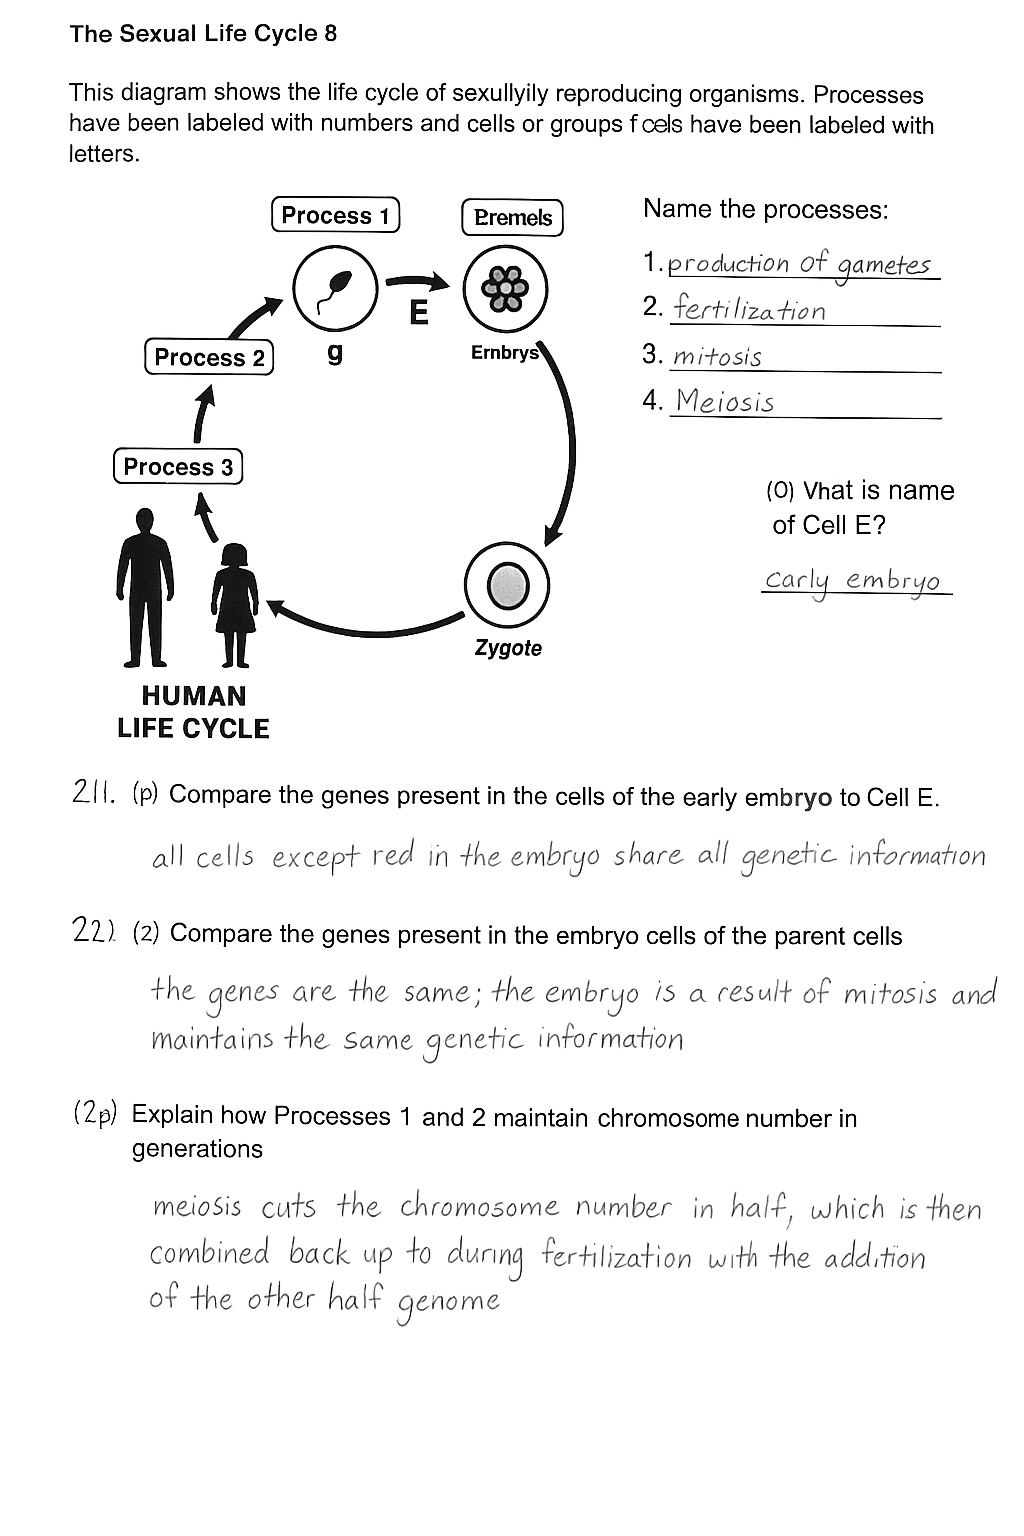 The Sexual Life Cycle 8
This diagram shows the life cycle of sexullyily reproducing organisms. Processes
have been labeled with numbers and cells or groups f cels have been labeled with
letters.
Process 1
Bremels
E
g
Ernbrys
Process 2
Process 3
Zygote
HUMAN
LIFE CYCLE
Name the processes:
1. production of gametes
2. fertilization
3. mitosis
4. Meiosis
(0) Vhat is name
of Cell E?
carly embryo
211. (p) Compare the genes present in the cells of the early embryo to Cell E.
all cells except red in the embryo share all genetic information
22) (2) Compare the genes present in the embryo cells of the parent cells
the genes are the same; the embryo is a result of mitosis and
maintains the same genetic information
(2p) Explain how Processes 1 and 2 maintain chromosome number in
generations
meiosis cuts the chromosome number in half, which is then
combined back up to during fertilization with the addition
of the other half genome